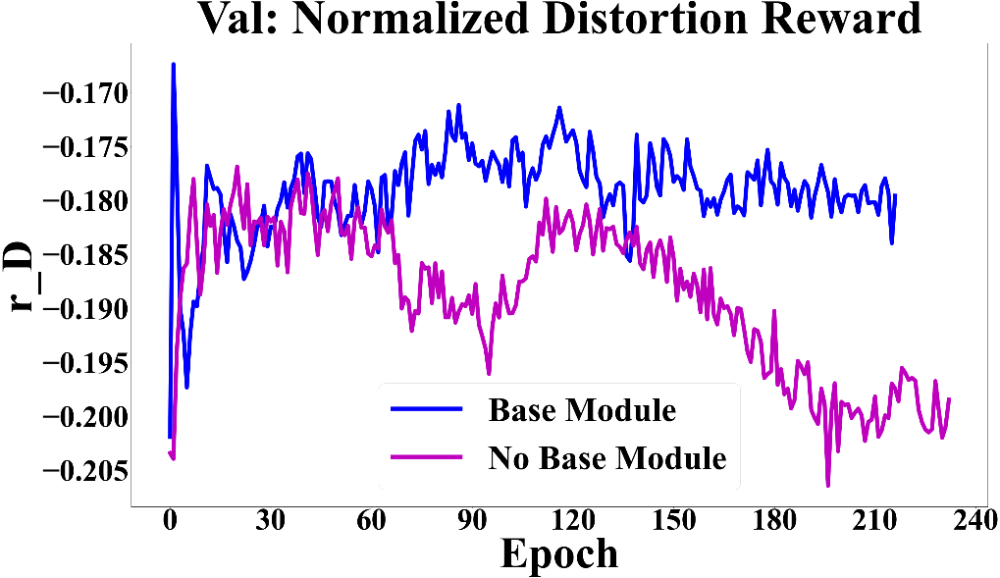 Val: Normalized Distortion Reward
r_D
−0.170
−0.175
−0.180
−0.185
−0.190
−0.195
−0.200
−0.205
Base Module
No Base Module
0 30 60 90 120 150 180 210 240
Epoch